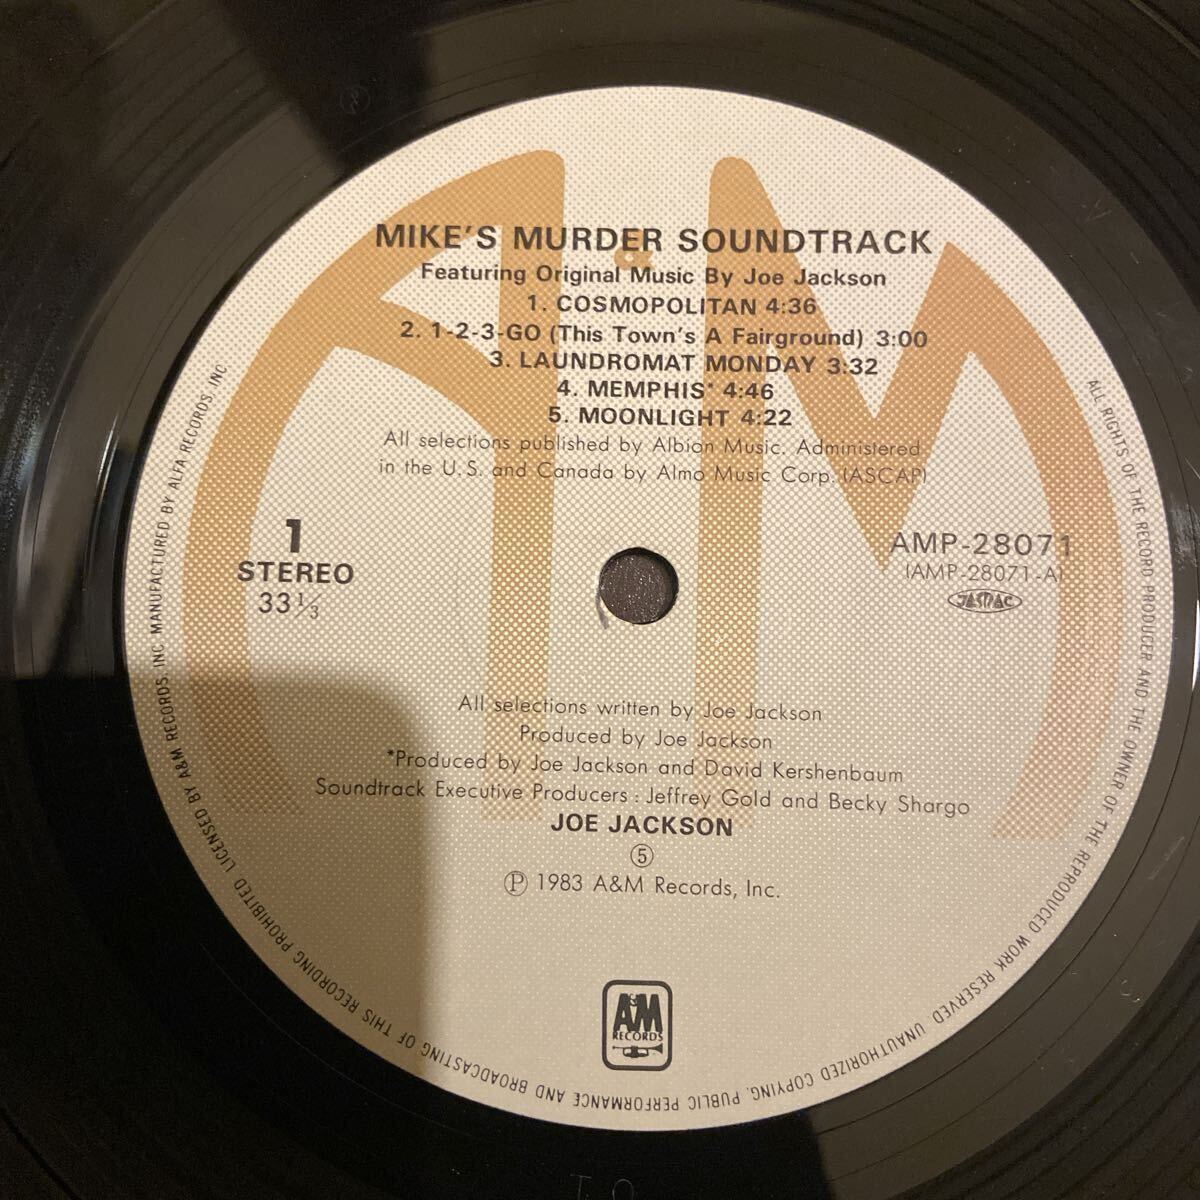 MIKE'S MURDER SOUNDTRACK
Featuring Original Music By Joe Jackson
1. COSMOPOLITAN 4:36
2. 1-2-3-GO (This Town's A Fairground) 3:00
3. LAUNDROMAT MONDAY 3:32
4. MEMPHIS* 4:46
5. MOONLIGHT 4:22
All selections published by Albion Music. Administered
in the U.S. and Canada by Almo Music Corp. (ASCAP)
1
STEREO
33 1/3
AMP-28071
(AMP-28071-A)
JASRAC
All selections written by Joe Jackson
Produced by Joe Jackson
*Produced by Joe Jackson and David Kershenbaum
Soundtrack Executive Producers : Jeffrey Gold and Becky Shargo
JOE JACKSON
⑤
Ⓟ 1983 A&M Records, Inc.
A&M
RECORDS
ALL RIGHTS OF THE RECORD PRODUCER AND THE OWNER OF THE REPRODUCED WORK RESERVED. UNAUTHORIZED COPYING, PUBLIC PERFORMANCE AND BROADCASTING OF THIS RECORDING PROHIBITED. LICENSED BY A&M RECORDS, INC. MANUFACTURED BY ALFA RECORDS, INC.